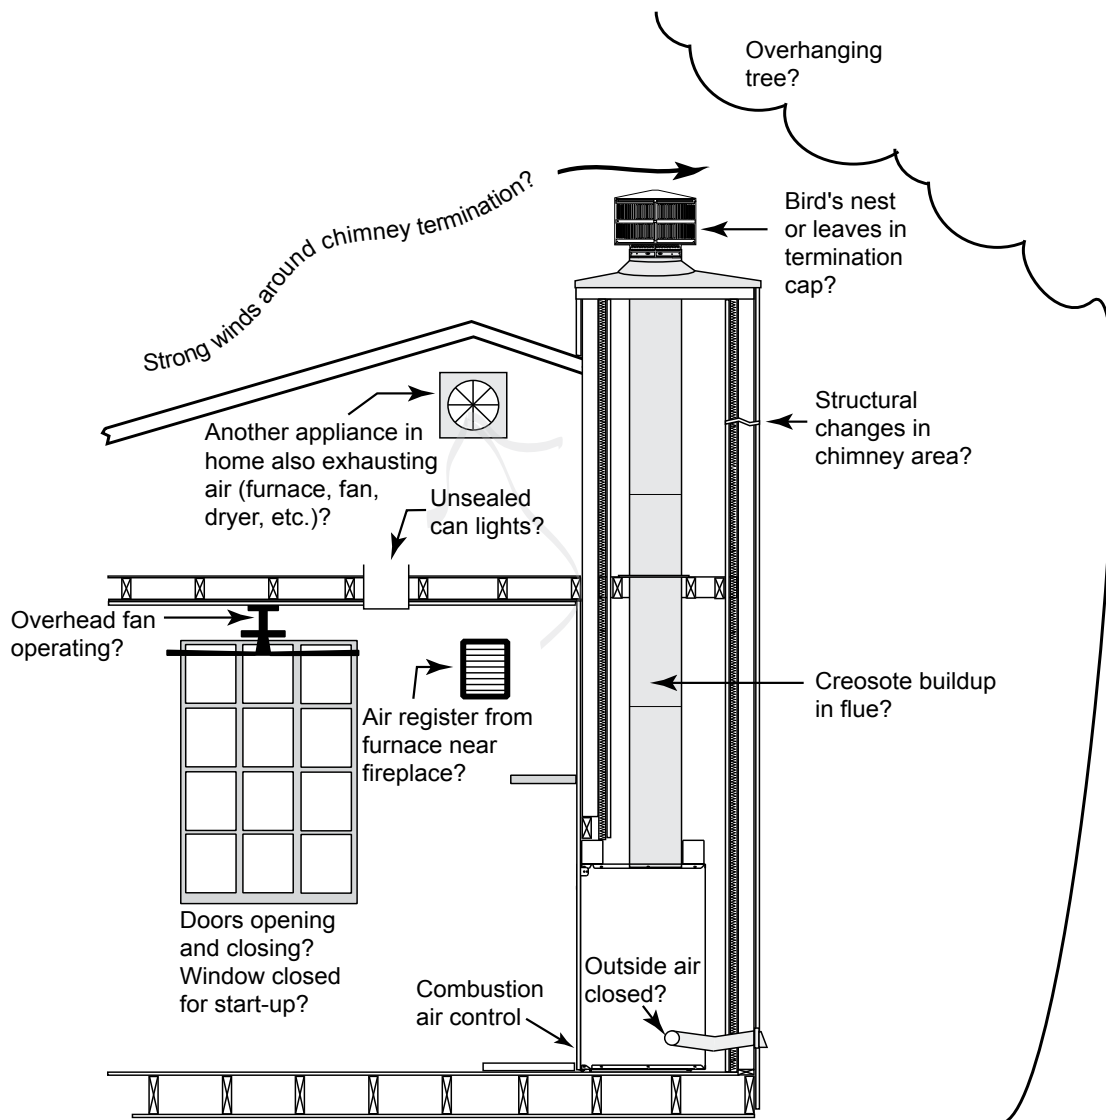 Overhanging
tree?
Strong winds around chimney termination?
Bird's nest
or leaves in
termination
cap?
Structural
changes in
chimney area?
Another appliance in
home also exhausting
air (furnace, fan,
dryer, etc.)?
Unsealed
can lights?
Overhead fan
operating?
Air register from
furnace near
fireplace?
Creosote buildup
in flue?
Doors opening
and closing?
Window closed
for start-up?
Combustion
air control
Outside air
closed?